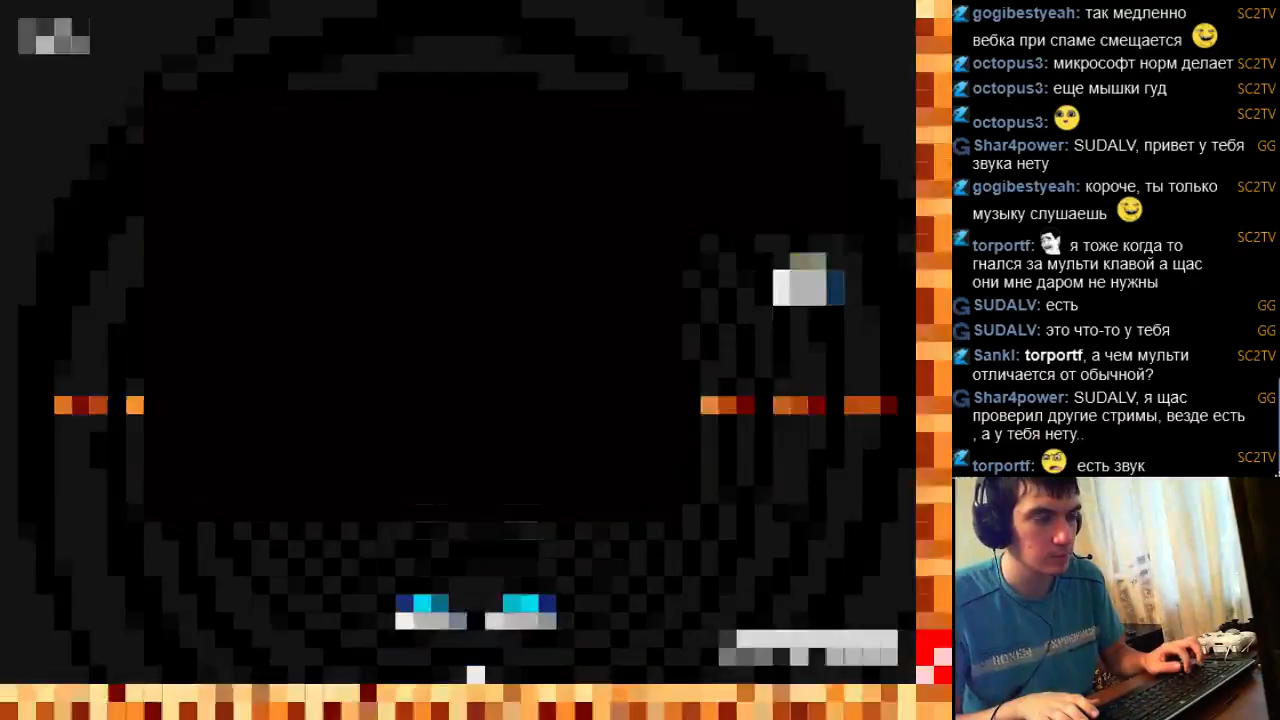 gogibestyeah: так медленно SC2TV
вебка при спаме смещается
octopus3: микрософт норм делает SC2TV
octopus3: еще мышки гуд SC2TV
octopus3: SC2TV
Shar4power: SUDALV, привет у тебя GG
звука нету
gogibestyeah: короче, ты только SC2TV
музыку слушаешь
torportf: я тоже когда то SC2TV
гнался за мульти клавой а щас
они мне даром не нужны
SUDALV: есть GG
SUDALV: это что-то у тебя GG
SankI: torportf, а чем мульти SC2TV
отличается от обычной?
Shar4power: SUDALV, я щас GG
проверил другие стримы, везде есть
, а у тебя нету..
torportf: есть звук SC2TV